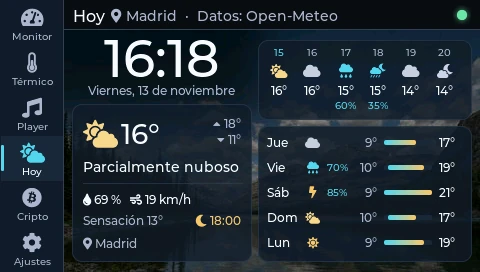 Monitor
Térmico
Player
Hoy
Cripto
Ajustes
Hoy Madrid · Datos: Open-Meteo
16:18
Viernes, 13 de noviembre
16°
18°
11°
Parcialmente nuboso
69 % 19 km/h
Sensación 13° 18:00
Madrid
15 16 17 18 19 20
16° 16° 15° 15° 14° 14°
60% 35%
Jue 9° 17°
Vie 70% 10° 19°
Sáb 85% 9° 21°
Dom 10° 17°
Lun 9° 19°